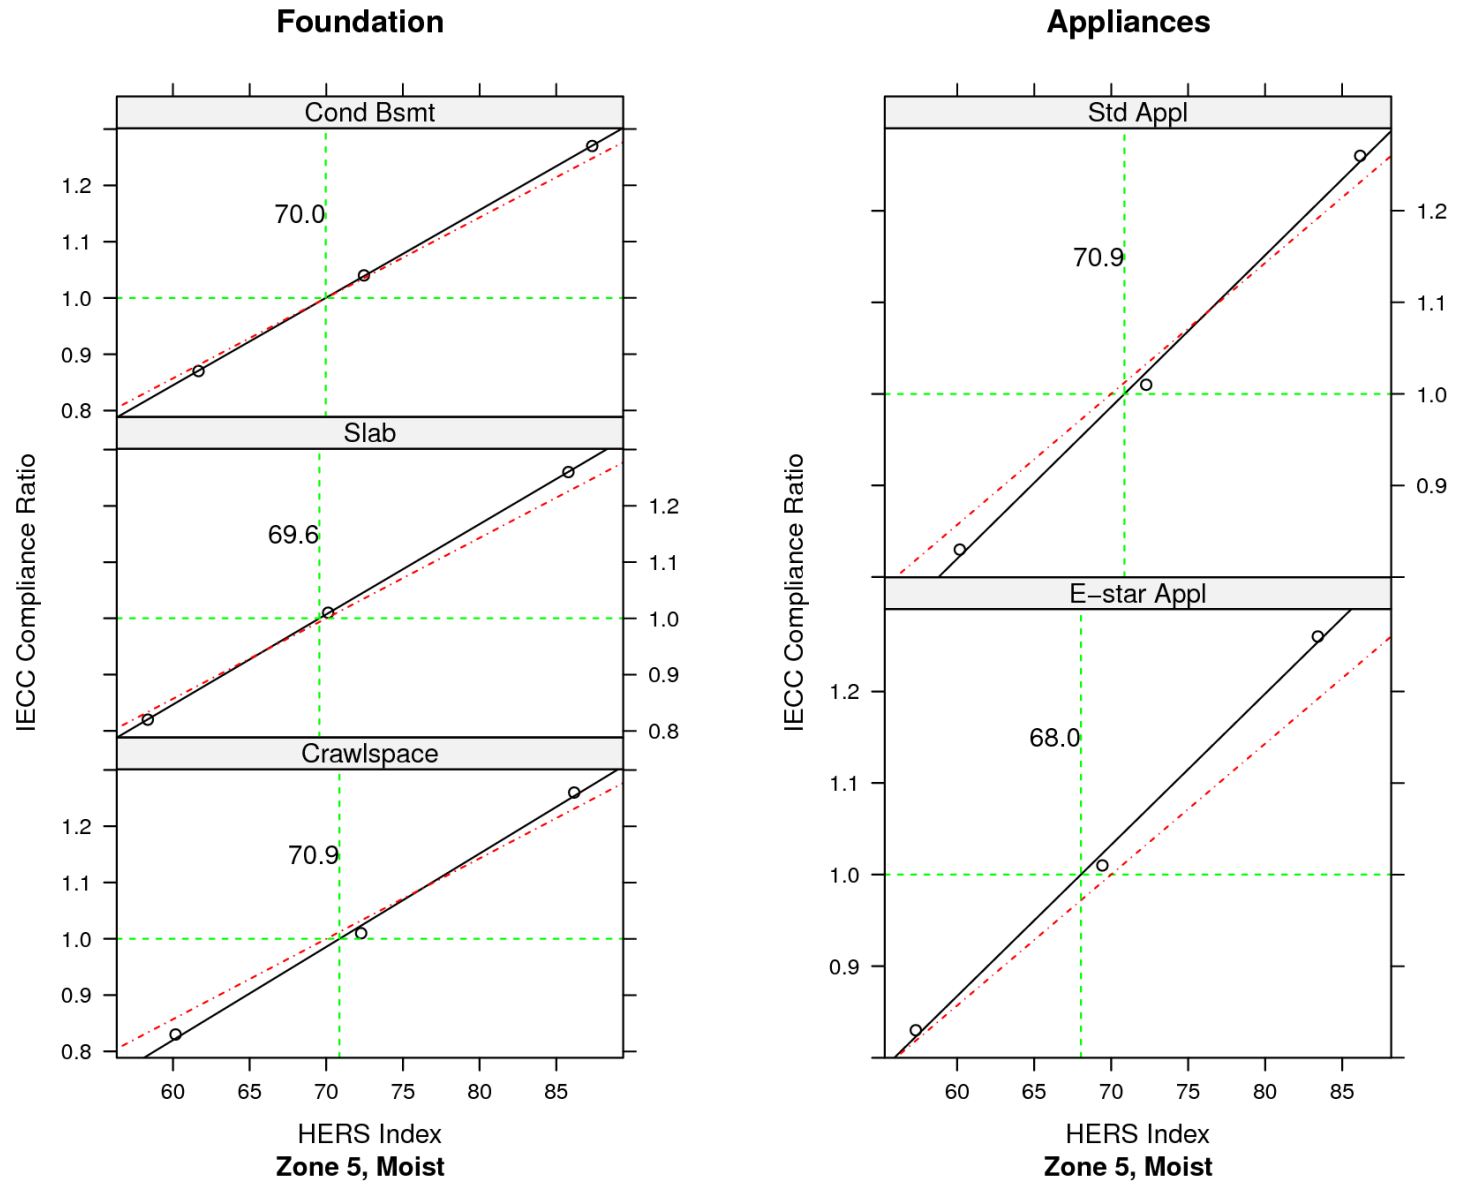 Foundation
Cond Bsmt
1.2
1.1
1.0
0.9
0.8
70.0
Slab
1.2
1.1
1.0
0.9
0.8
69.6
Crawlspace
1.2
1.1
1.0
0.9
0.8
70.9
60 65 70 75 80 85
IECC Compliance Ratio
HERS Index
Zone 5, Moist
Appliances
Std Appl
1.2
1.1
1.0
0.9
70.9
E−star Appl
1.2
1.1
1.0
0.9
68.0
60 65 70 75 80 85
IECC Compliance Ratio
HERS Index
Zone 5, Moist